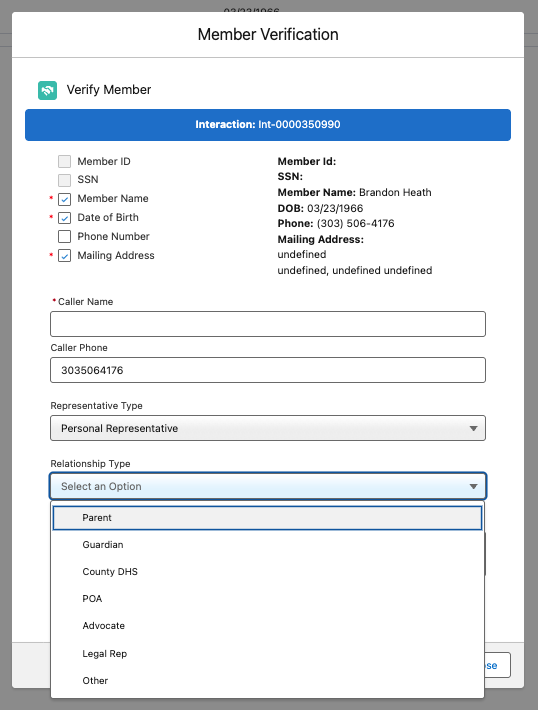 03/23/1966
Member Verification
Verify Member
Interaction: Int-0000350990
Member ID
SSN
* Member Name
* Date of Birth
Phone Number
* Mailing Address
Member Id:
SSN:
Member Name: Brandon Heath
DOB: 03/23/1966
Phone: (303) 506-4176
Mailing Address:
undefined
undefined, undefined undefined
* Caller Name
Caller Phone
3035064176
Representative Type
Personal Representative
Relationship Type
Select an Option
Parent
Guardian
County DHS
POA
Advocate
Legal Rep
Other